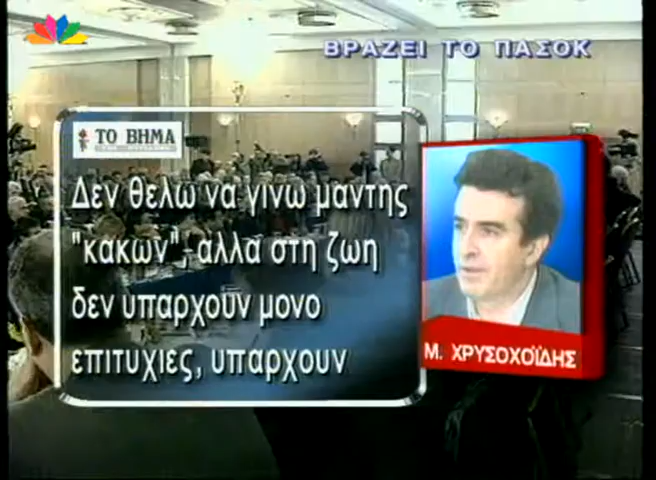 ΒΡΑΖΕΙ ΤΟ ΠΑΣΟΚ
ΤΟ ΒΗΜΑ
Δεν θελω να γινω μαντης
"κακων", αλλα στη ζωη
δεν υπαρχουν μονο
επιτυχιες, υπαρχουν
Μ. ΧΡΥΣΟΧΟΪΔΗΣ